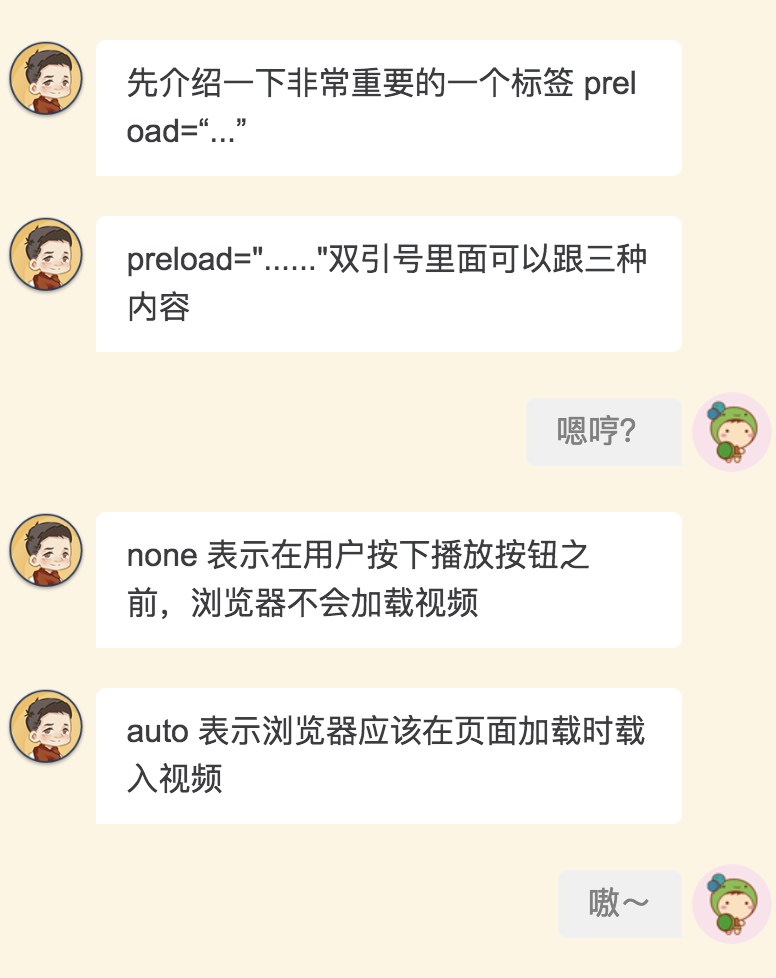 先介绍一下非常重要的一个标签 prel
oad=“...”
preload="......"双引号里面可以跟三种
内容
嗯哼？
none 表示在用户按下播放按钮之
前，浏览器不会加载视频
auto 表示浏览器应该在页面加载时载
入视频
嗷～